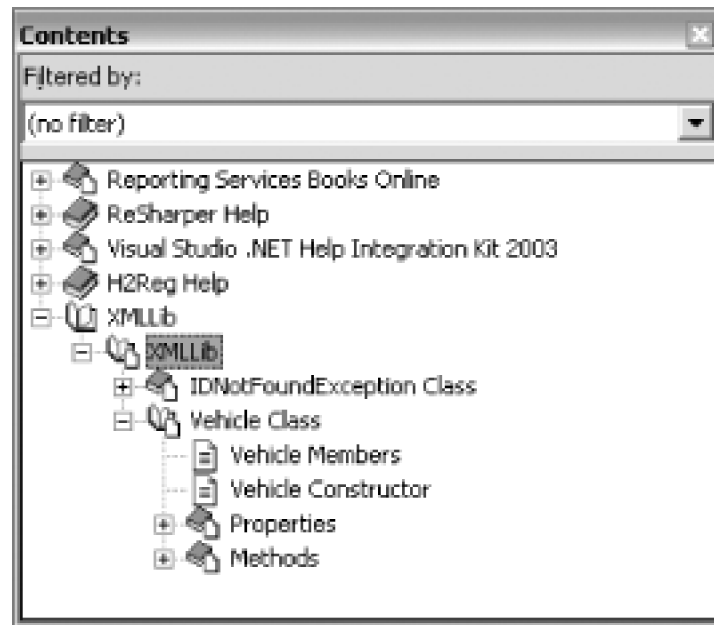 Contents
Filtered by:
(no filter)
Reporting Services Books Online
ReSharper Help
Visual Studio .NET Help Integration Kit 2003
H2Reg Help
XMLLib
XMLLib
IDNotFoundException Class
Vehicle Class
Vehicle Members
Vehicle Constructor
Properties
Methods